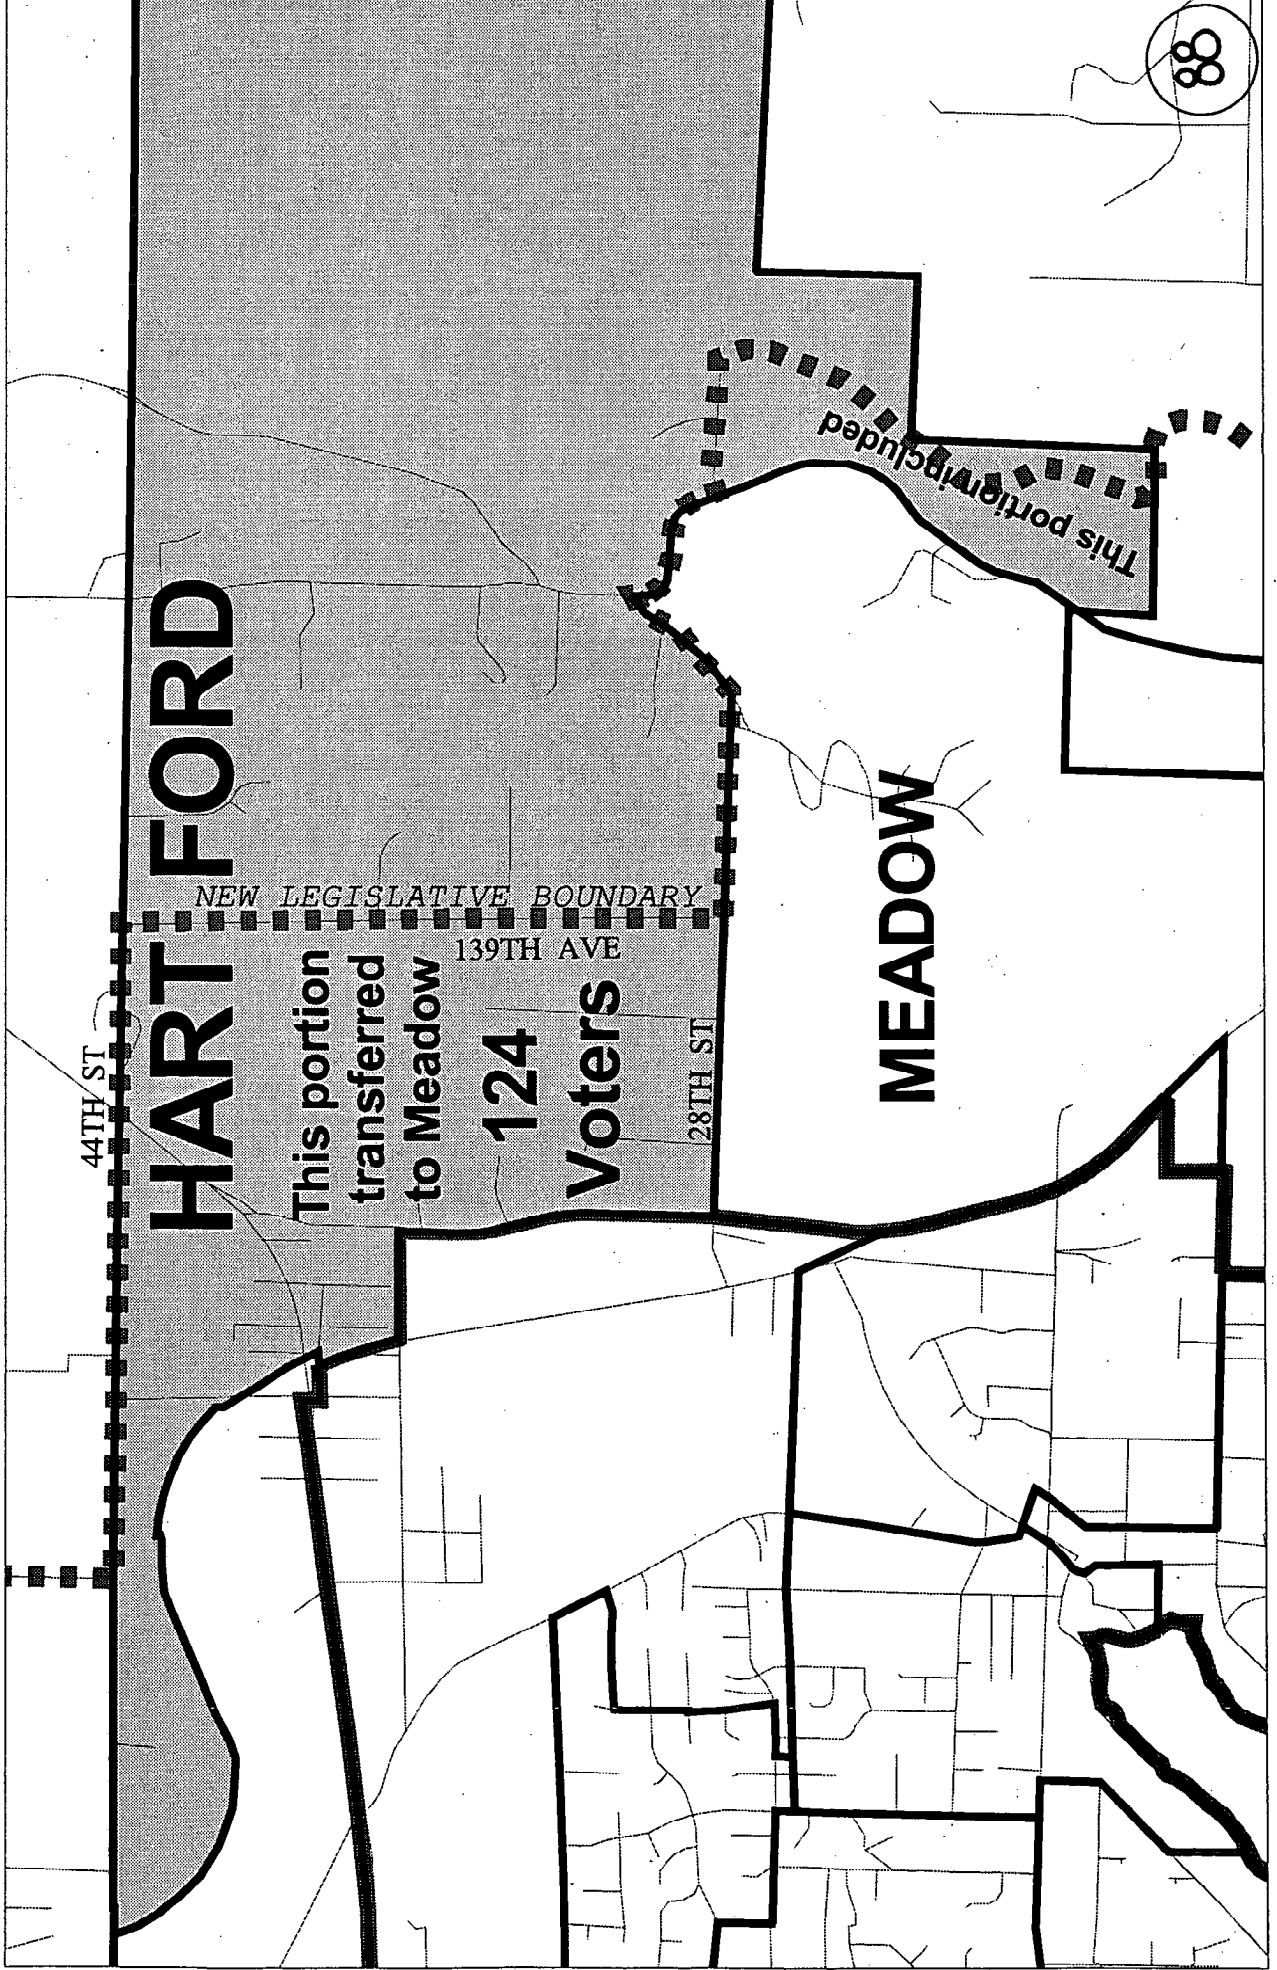 44TH ST
HART FORD
NEW LEGISLATIVE BOUNDARY
139TH AVE
This portion
transferred
to Meadow
124
Voters
28TH ST
MEADOW
This portion included
88